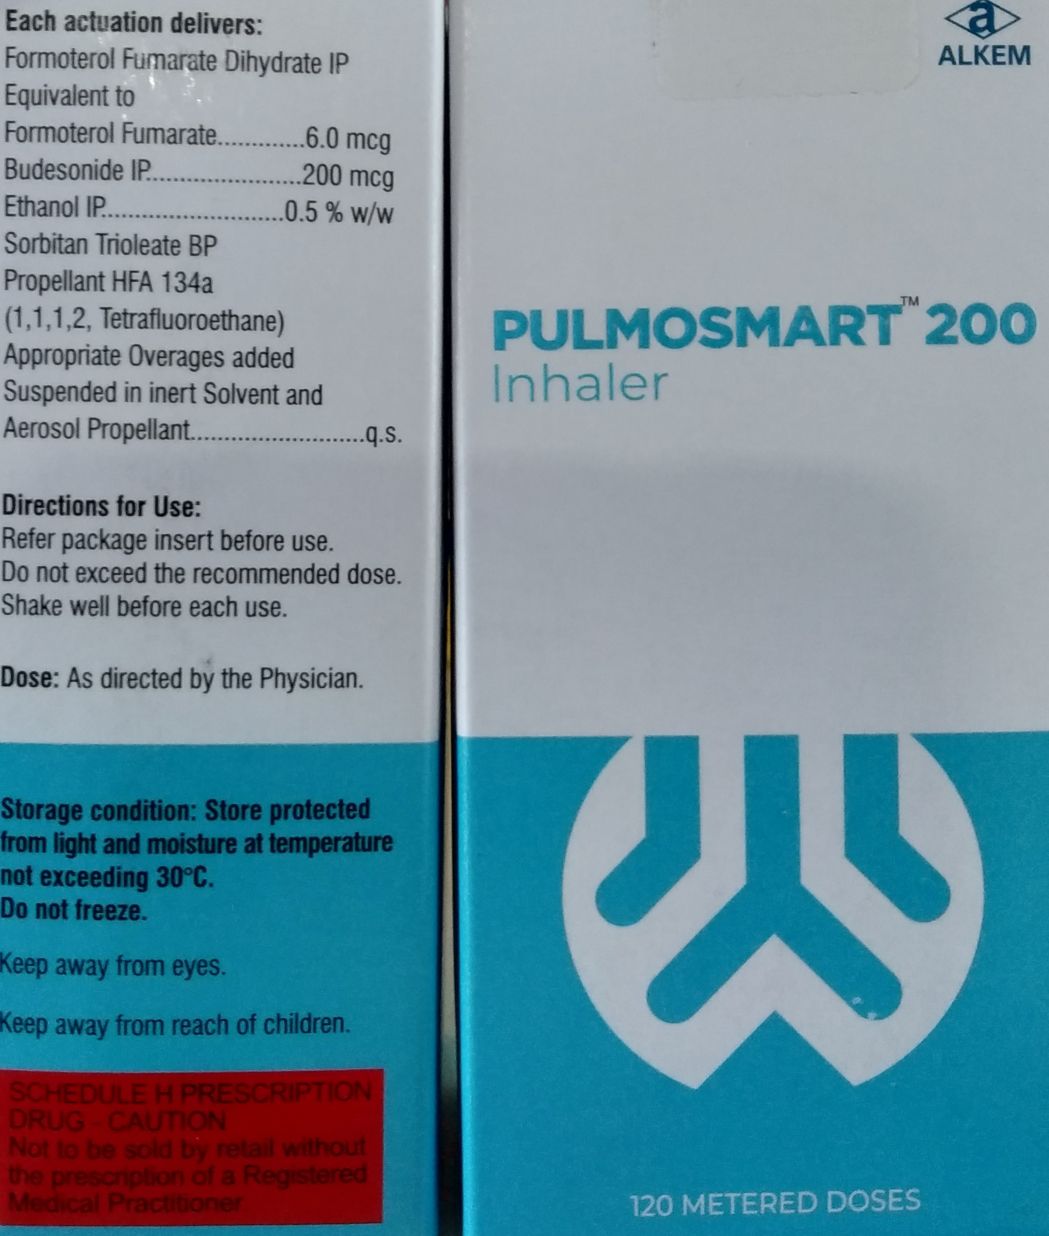 Each actuation delivers:
Formoterol Fumarate Dihydrate IP
Equivalent to
Formoterol Fumarate.............6.0 mcg
Budesonide IP.......................200 mcg
Ethanol IP...........................0.5 % w/w
Sorbitan Trioleate BP
Propellant HFA 134a
(1,1,1,2, Tetrafluoroethane)
Appropriate Overages added
Suspended in inert Solvent and
Aerosol Propellant..........................q.s.
Directions for Use:
Refer package insert before use.
Do not exceed the recommended dose.
Shake well before each use.
Dose: As directed by the Physician.
Storage condition: Store protected
from light and moisture at temperature
not exceeding 30°C.
Do not freeze.
Keep away from eyes.
Keep away from reach of children.
SCHEDULE H PRESCRIPTION
DRUG - CAUTION
Not to be sold by retail without
the prescription of a Registered
Medical Practitioner
a
ALKEM
PULMOSMART™ 200
Inhaler
120 METERED DOSES